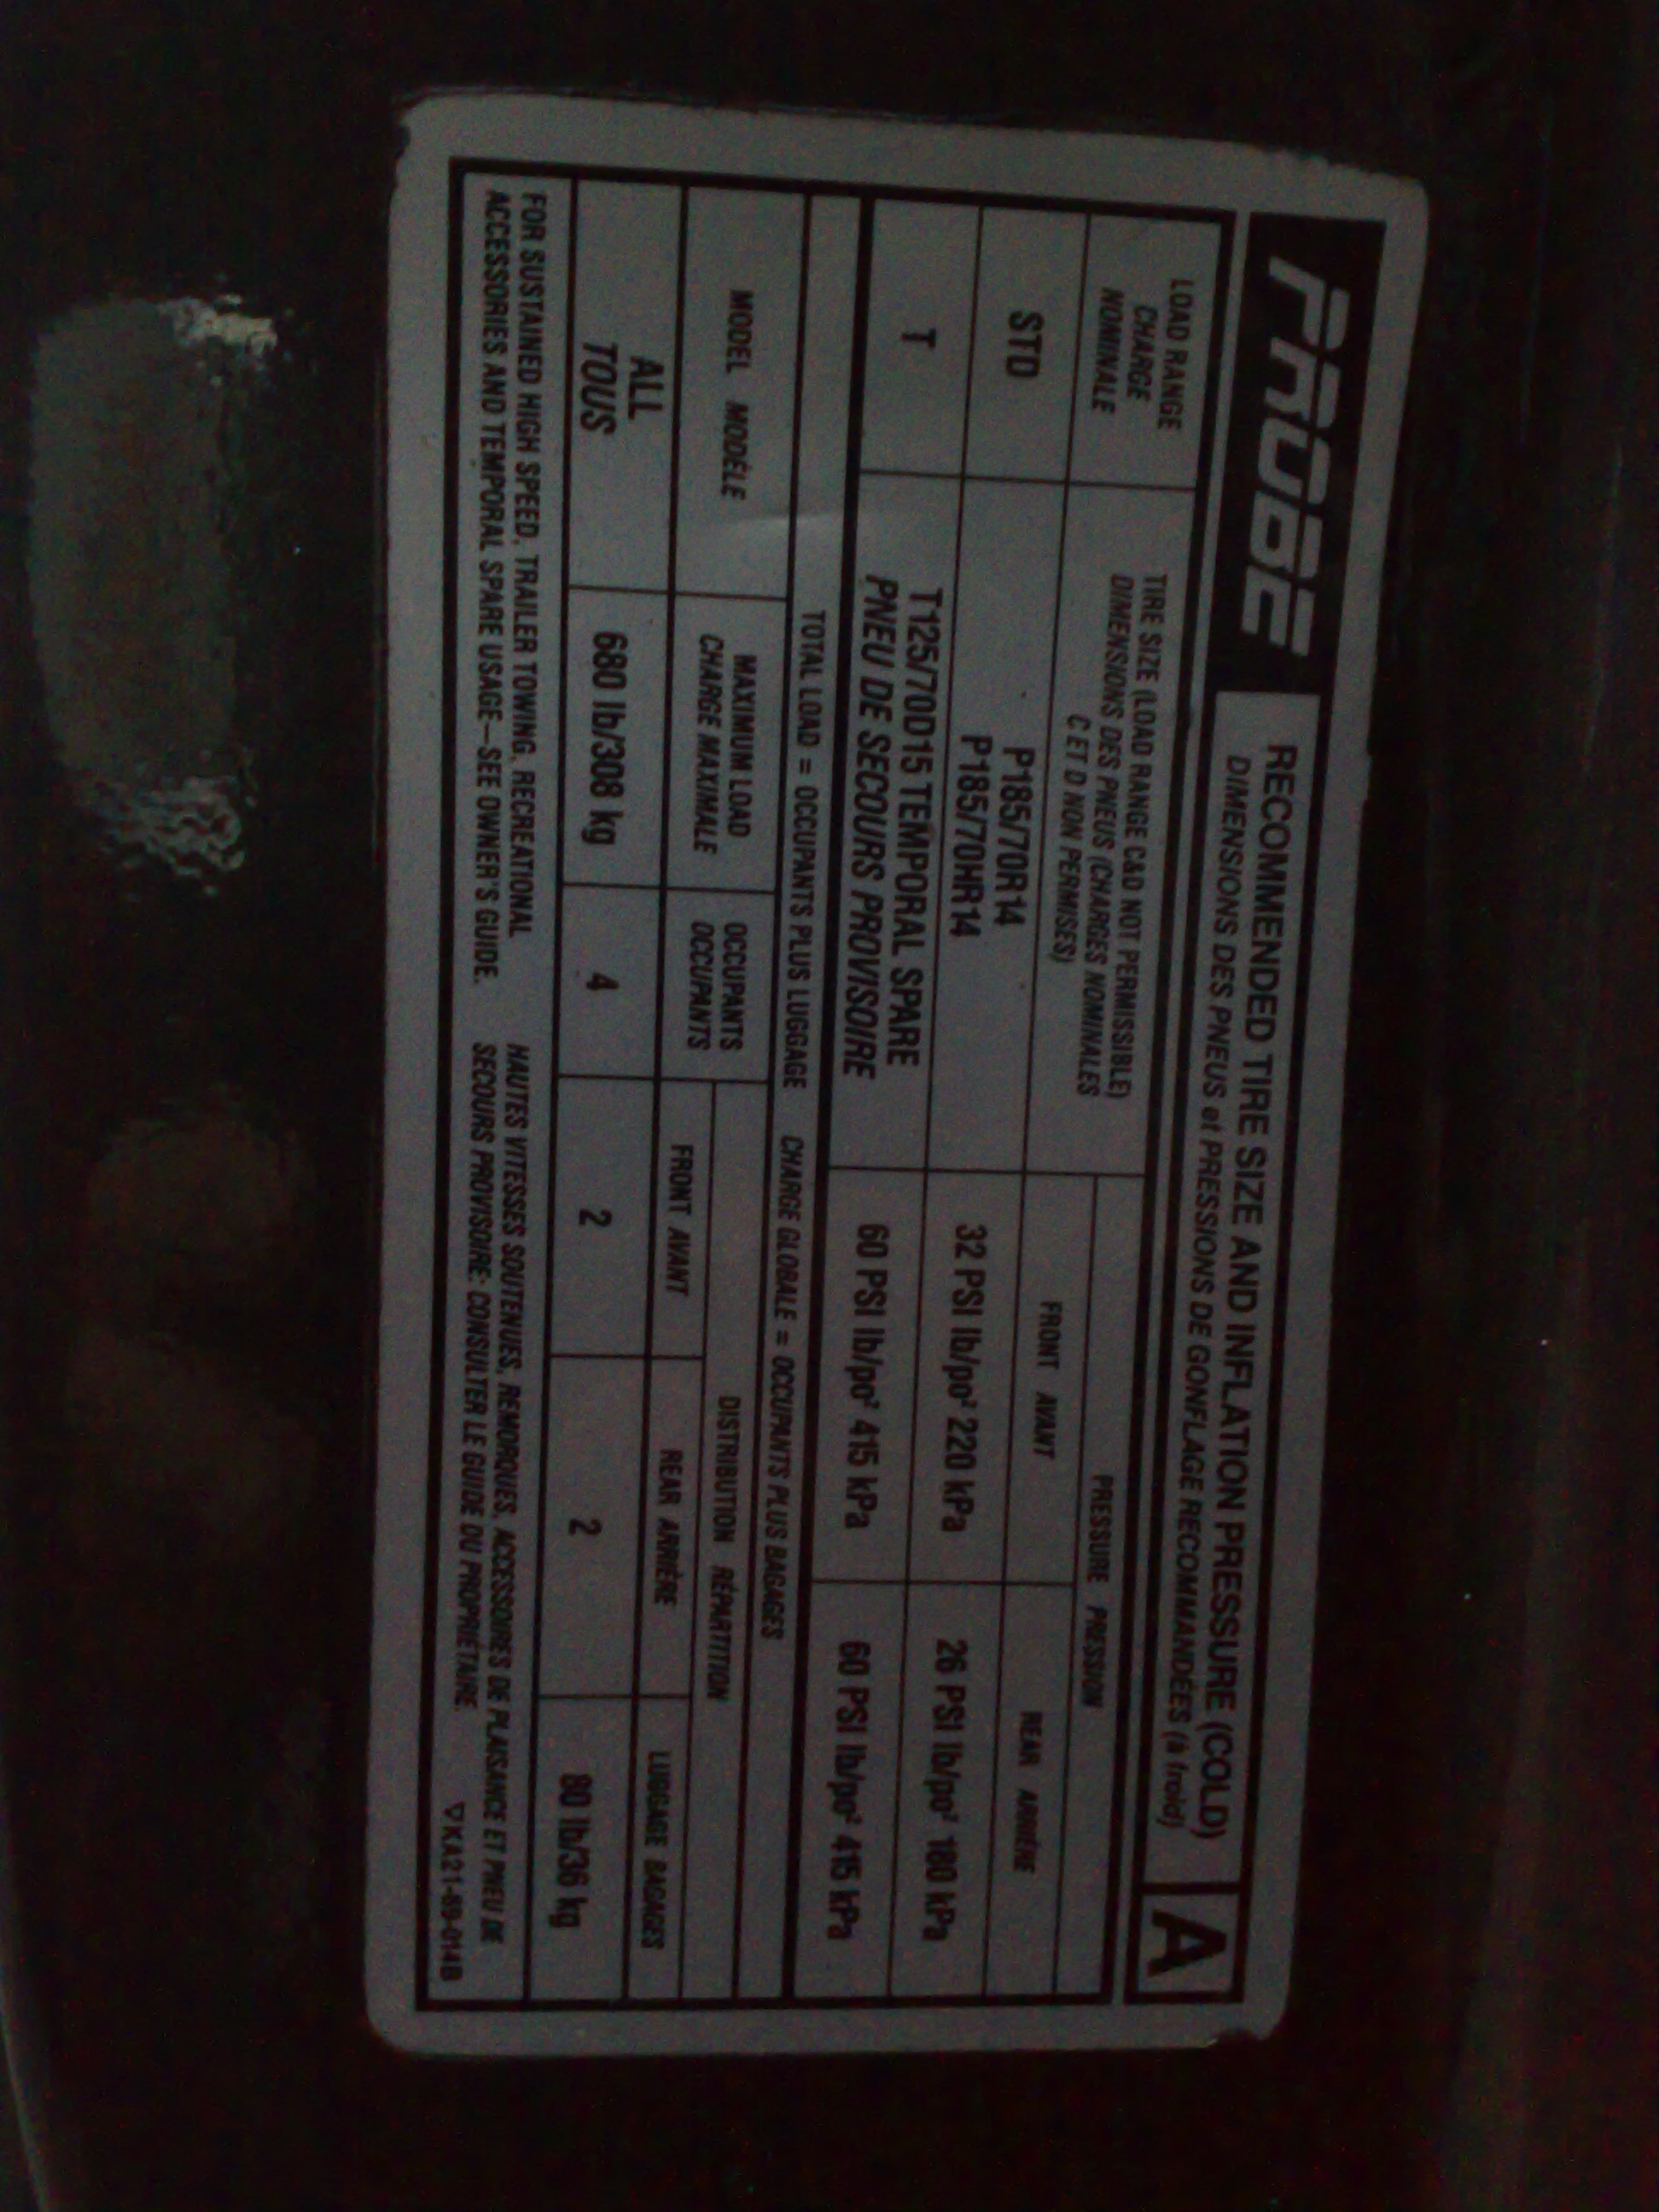 PROBE
RECOMMENDED TIRE SIZE AND INFLATION PRESSURE (COLD)
DIMENSIONS DES PNEUS et PRESSIONS DE GONFLAGE RECOMMANDÉES (à froid)
A
LOAD RANGE
CHARGE
NOMINALE
TIRE SIZE (LOAD RANGE C&D NOT PERMISSIBLE)
DIMENSIONS DES PNEUS (CHARGES NOMINALES
C ET D NON PERMISES)
PRESSURE PRESSION
FRONT AVANT
REAR ARRIÈRE
STD
P185/70R14
P185/70HR14
32 PSI lb/po² 220 kPa
26 PSI lb/po² 180 kPa
T
T125/70D15 TEMPORAL SPARE
PNEU DE SECOURS PROVISOIRE
60 PSI lb/po² 415 kPa
60 PSI lb/po² 415 kPa
TOTAL LOAD = OCCUPANTS PLUS LUGGAGE CHARGE GLOBALE = OCCUPANTS PLUS BAGAGES
MODEL MODÈLE
MAXIMUM LOAD
CHARGE MAXIMALE
OCCUPANTS
OCCUPANTS
DISTRIBUTION RÉPARTITION
FRONT AVANT
REAR ARRIÈRE
LUGGAGE BAGAGES
ALL
TOUS
680 lb/308 kg
4
2
2
80 lb/36 kg
FOR SUSTAINED HIGH SPEED, TRAILER TOWING, RECREATIONAL
ACCESSORIES AND TEMPORAL SPARE USAGE—SEE OWNER'S GUIDE.
HAUTES VITESSES SOUTENUES, REMORQUES, ACCESSOIRES DE PLAISANCE ET PNEU DE
SECOURS PROVISOIRE: CONSULTER LE GUIDE DU PROPRIÉTAIRE.
▽KA21-69-014B